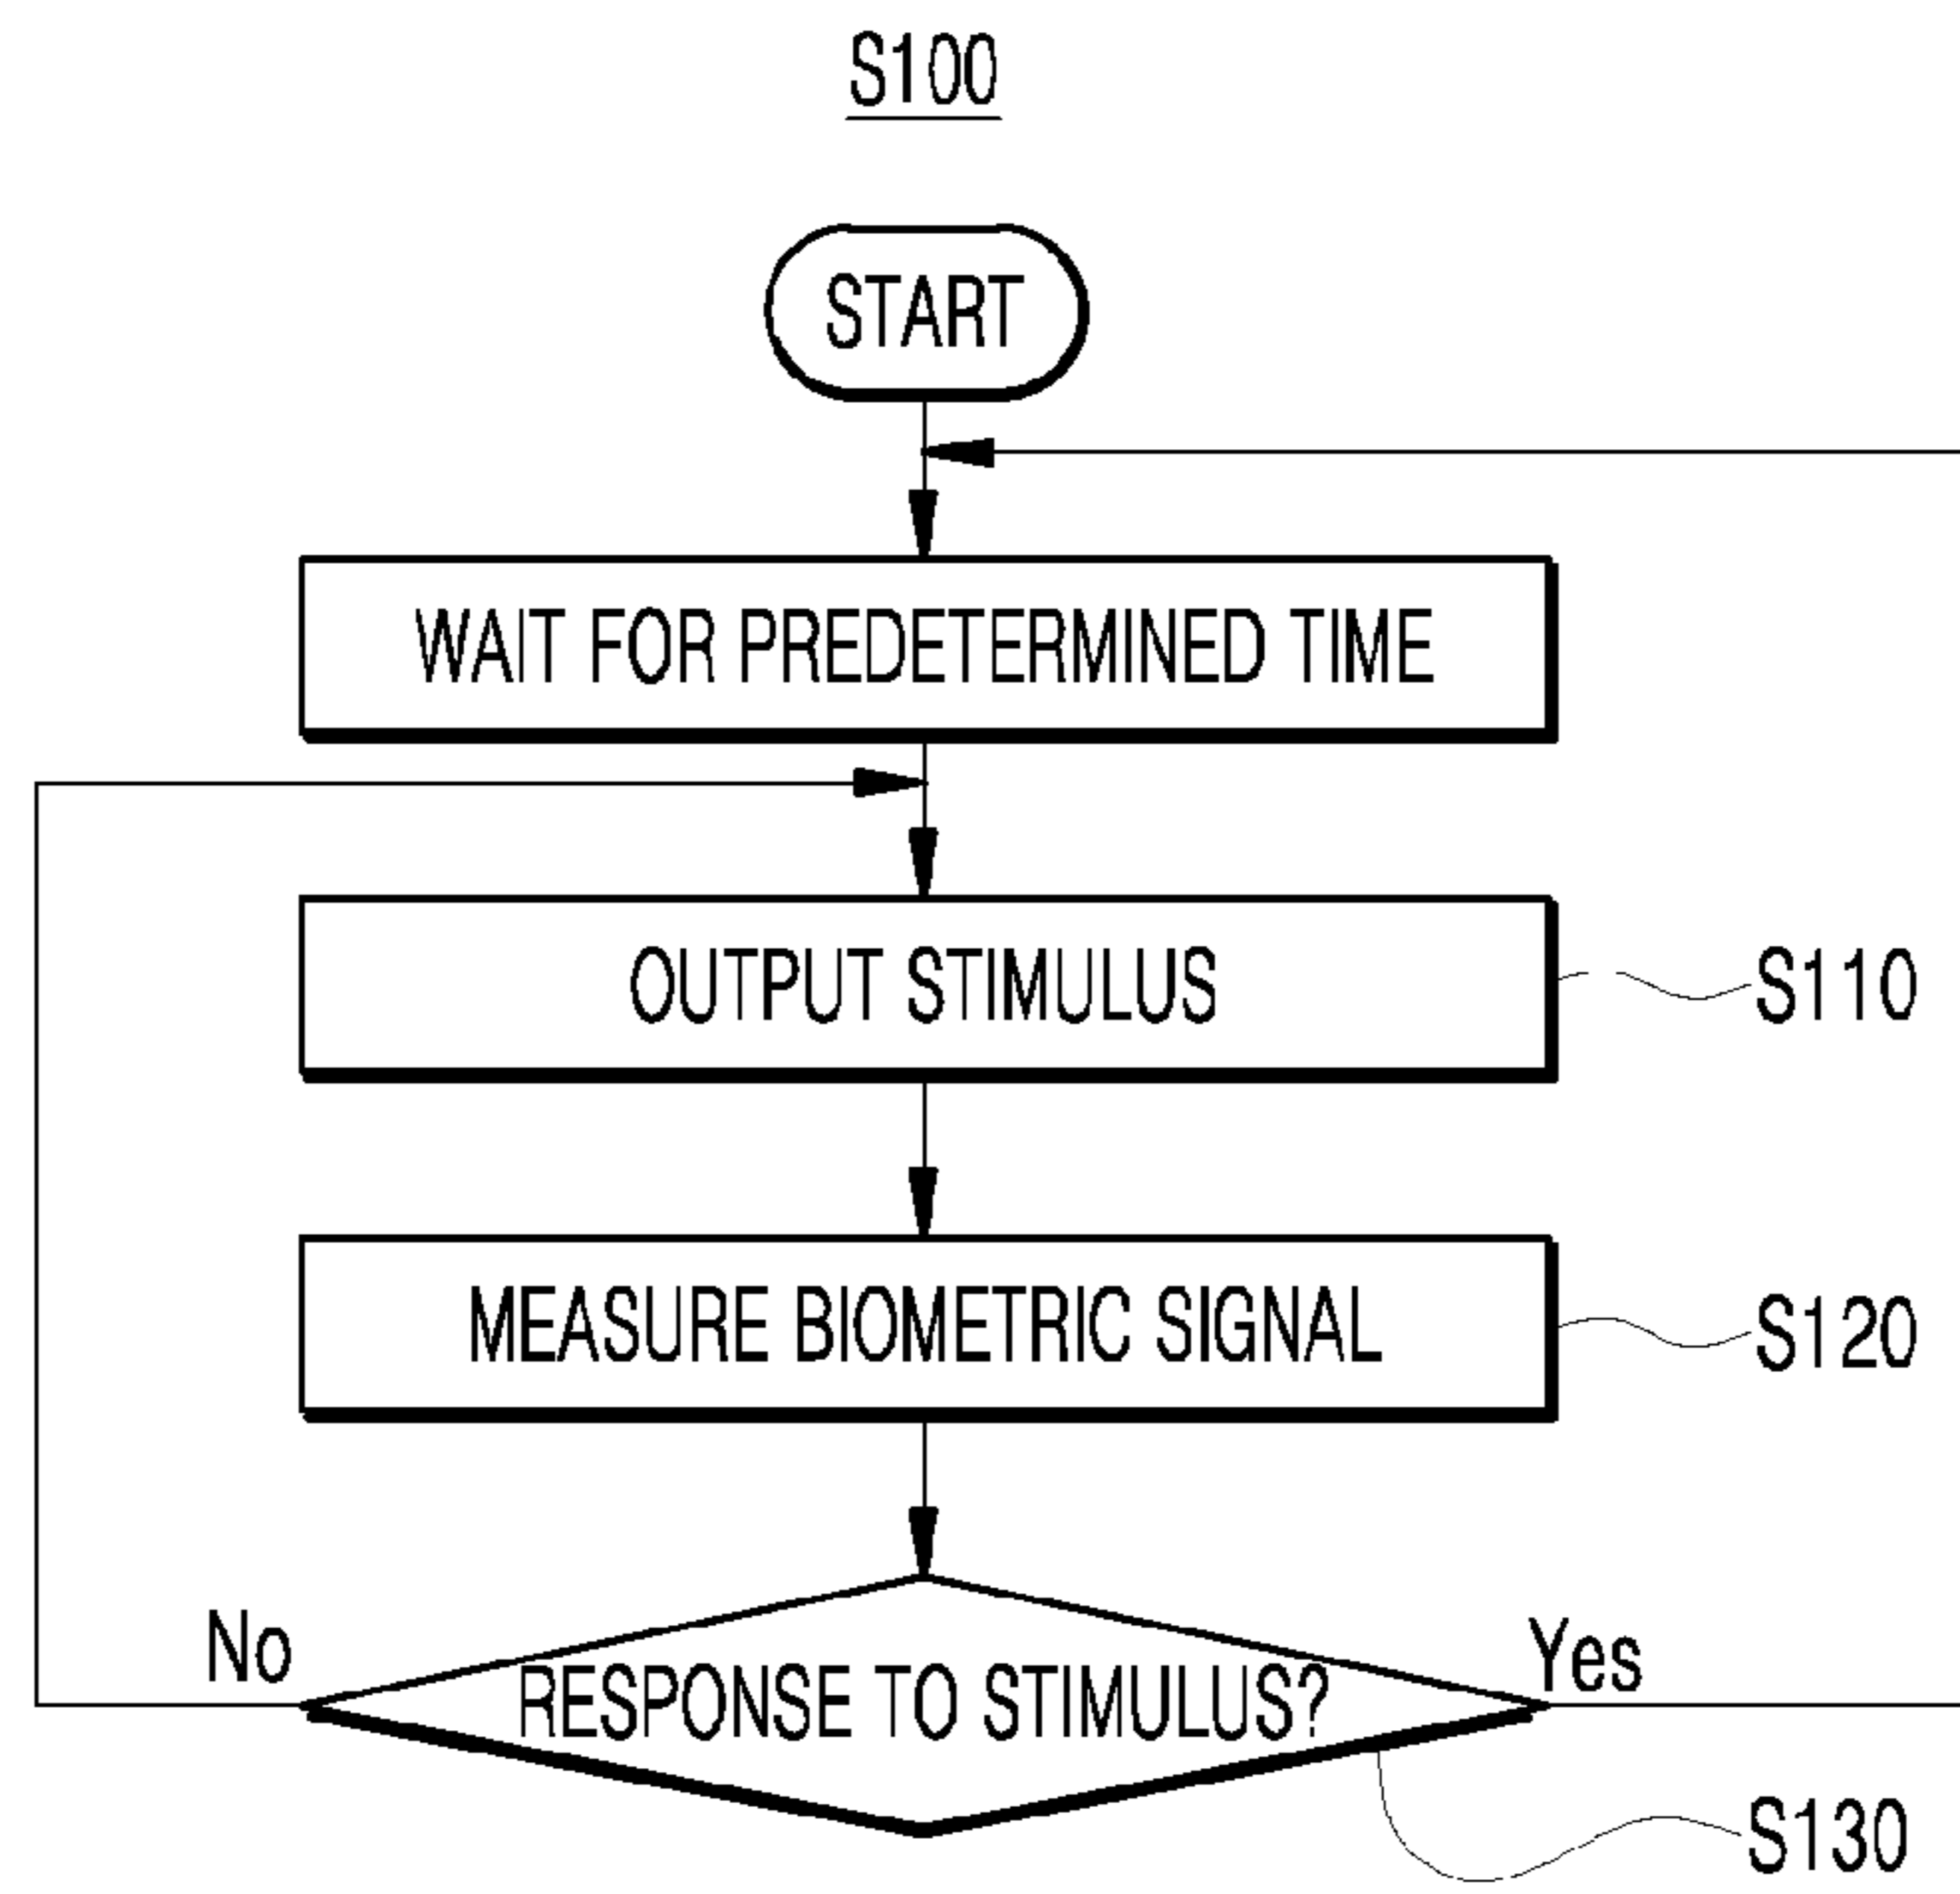 S100
START
WAIT FOR PREDETERMINED TIME
OUTPUT STIMULUS
S110
MEASURE BIOMETRIC SIGNAL
S120
No
RESPONSE TO STIMULUS?
Yes
S130